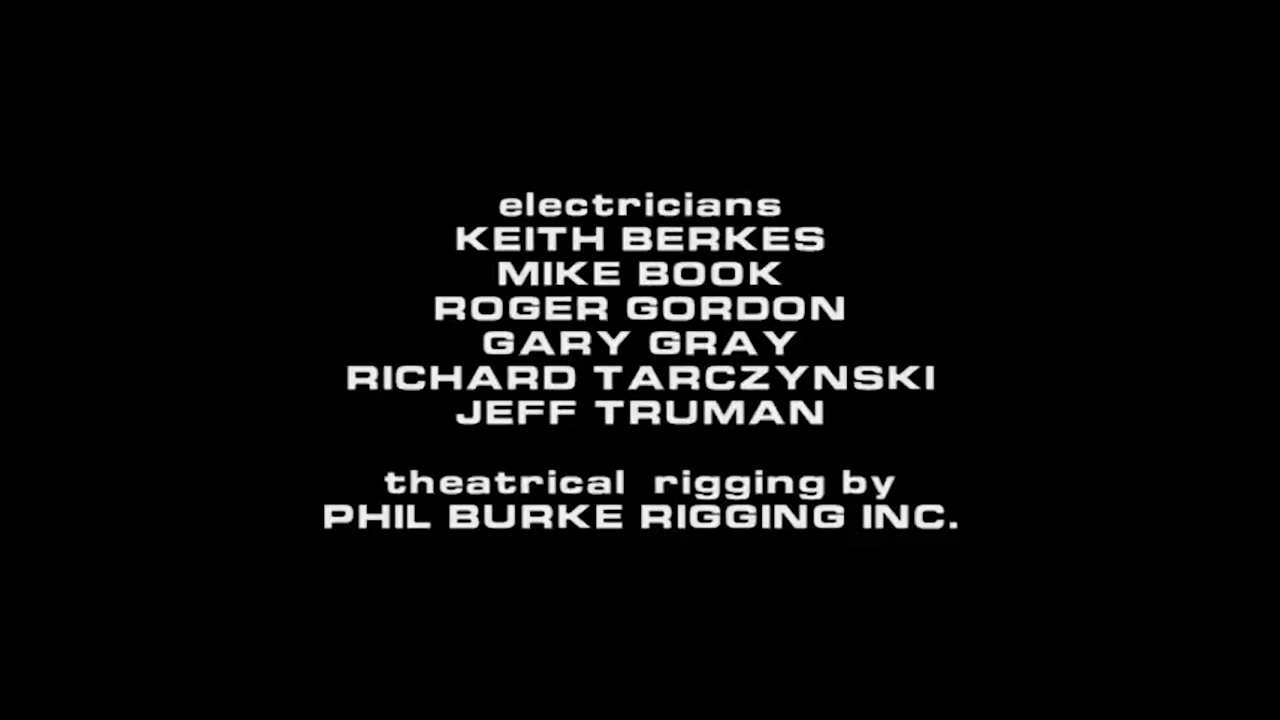 electricians
KEITH BERKES
MIKE BOOK
ROGER GORDON
GARY GRAY
RICHARD TARCZYNSKI
JEFF TRUMAN
theatrical rigging by
PHIL BURKE RIGGING INC.